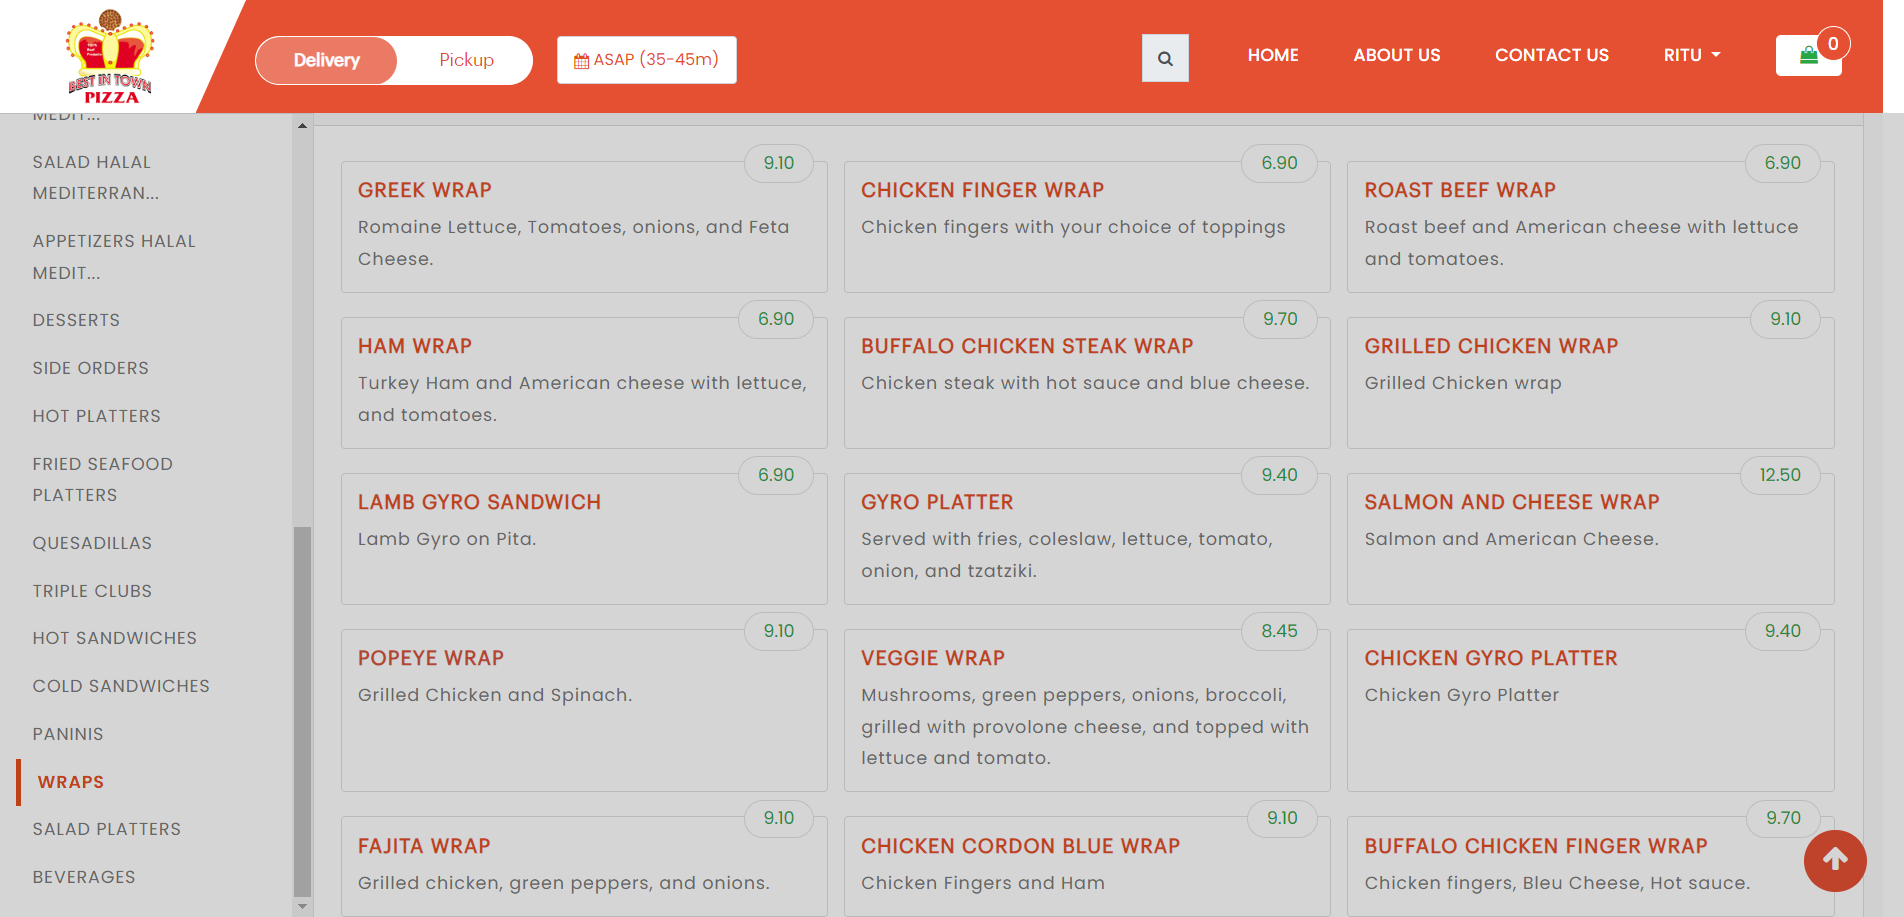 BEST IN TOWN
PIZZA
Delivery
Pickup
ASAP (35-45m)
HOME
ABOUT US
CONTACT US
RITU
0
MEDIT...
SALAD HALAL
MEDITERRAN...
APPETIZERS HALAL
MEDIT...
DESSERTS
SIDE ORDERS
HOT PLATTERS
FRIED SEAFOOD
PLATTERS
QUESADILLAS
TRIPLE CLUBS
HOT SANDWICHES
COLD SANDWICHES
PANINIS
WRAPS
SALAD PLATTERS
BEVERAGES
9.10
GREEK WRAP
Romaine Lettuce, Tomatoes, onions, and Feta
Cheese.
6.90
CHICKEN FINGER WRAP
Chicken fingers with your choice of toppings
6.90
ROAST BEEF WRAP
Roast beef and American cheese with lettuce
and tomatoes.
6.90
HAM WRAP
Turkey Ham and American cheese with lettuce,
and tomatoes.
9.70
BUFFALO CHICKEN STEAK WRAP
Chicken steak with hot sauce and blue cheese.
9.10
GRILLED CHICKEN WRAP
Grilled Chicken wrap
6.90
LAMB GYRO SANDWICH
Lamb Gyro on Pita.
9.40
GYRO PLATTER
Served with fries, coleslaw, lettuce, tomato,
onion, and tzatziki.
12.50
SALMON AND CHEESE WRAP
Salmon and American Cheese.
9.10
POPEYE WRAP
Grilled Chicken and Spinach.
8.45
VEGGIE WRAP
Mushrooms, green peppers, onions, broccoli,
grilled with provolone cheese, and topped with
lettuce and tomato.
9.40
CHICKEN GYRO PLATTER
Chicken Gyro Platter
9.10
FAJITA WRAP
Grilled chicken, green peppers, and onions.
9.10
CHICKEN CORDON BLUE WRAP
Chicken Fingers and Ham
9.70
BUFFALO CHICKEN FINGER WRAP
Chicken fingers, Bleu Cheese, Hot sauce.